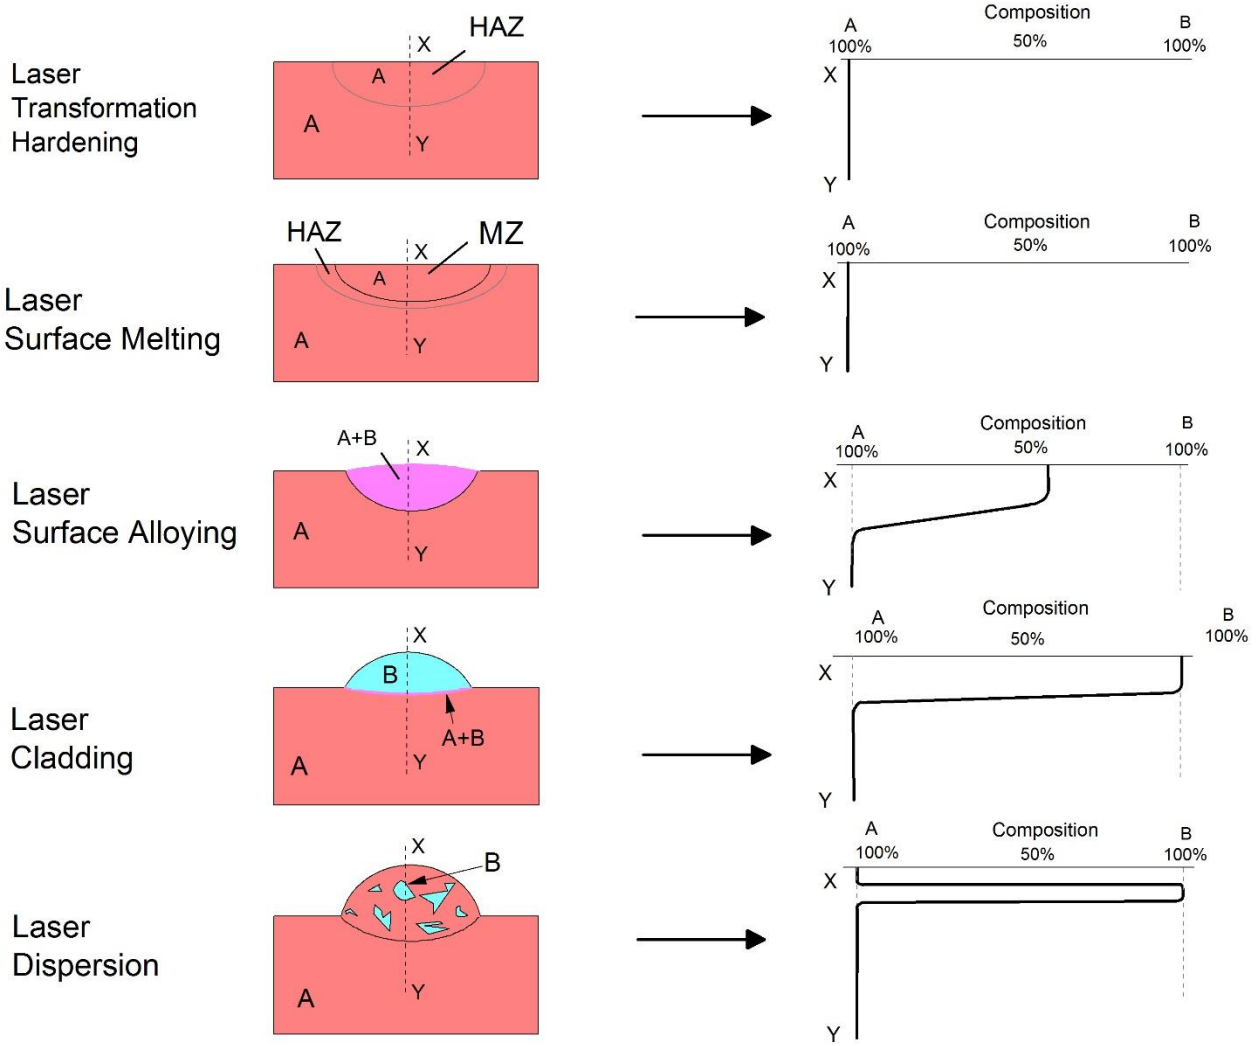 Laser
Transformation
Hardening
X
HAZ
A
A
Y
Composition
A
B
100%
50%
100%
X
Y
Laser
Surface Melting
HAZ
X
MZ
A
A
Y
Composition
A
B
100%
50%
100%
X
Y
Laser
Surface Alloying
A+B
X
A
Y
Composition
A
B
100%
50%
100%
X
Y
Laser
Cladding
X
B
A+B
A
Y
Composition
A
B
100%
50%
100%
X
Y
Laser
Dispersion
X
B
A
Y
Composition
A
B
100%
50%
100%
X
Y